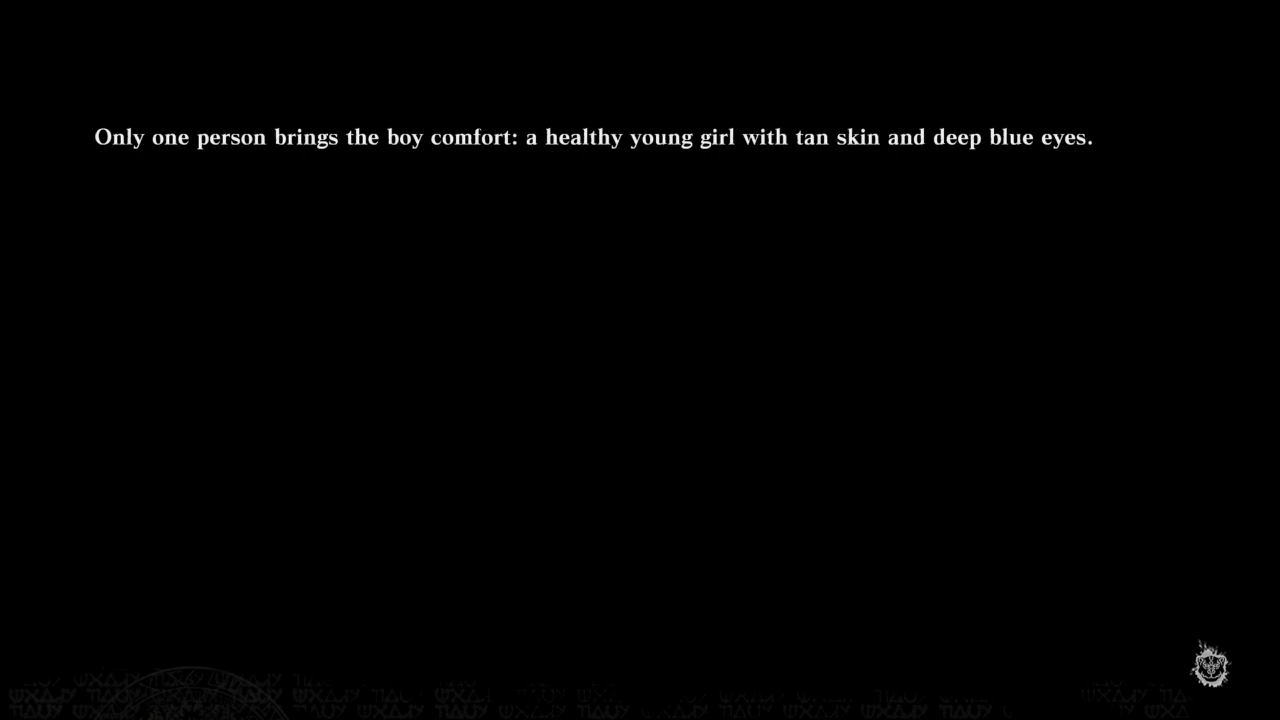 Only one person brings the boy comfort: a healthy young girl with tan skin and deep blue eyes.